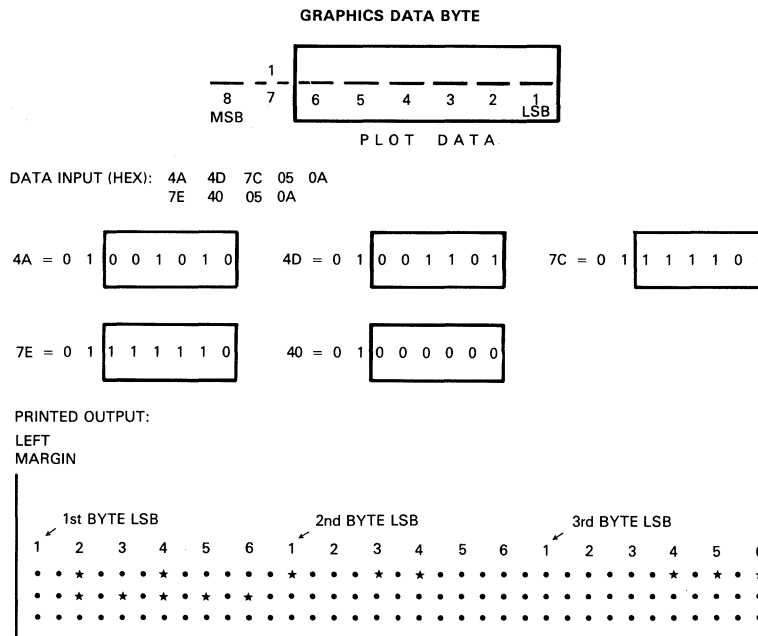 GRAPHICS DATA BYTE
1
8 7 6 5 4 3 2 1
MSB LSB
PLOT DATA
DATA INPUT (HEX): 4A 4D 7C 05 0A
7E 40 05 0A
4A = 0 1 0 0 1 0 1 0 4D = 0 1 0 0 1 1 0 1 7C = 0 1 1 1 1 1 0
7E = 0 1 1 1 1 1 1 0 40 = 0 1 0 0 0 0 0 0
PRINTED OUTPUT:
LEFT
MARGIN
1st BYTE LSB 2nd BYTE LSB 3rd BYTE LSB
1 2 3 4 5 6 1 2 3 4 5 6 1 2 3 4 5 6